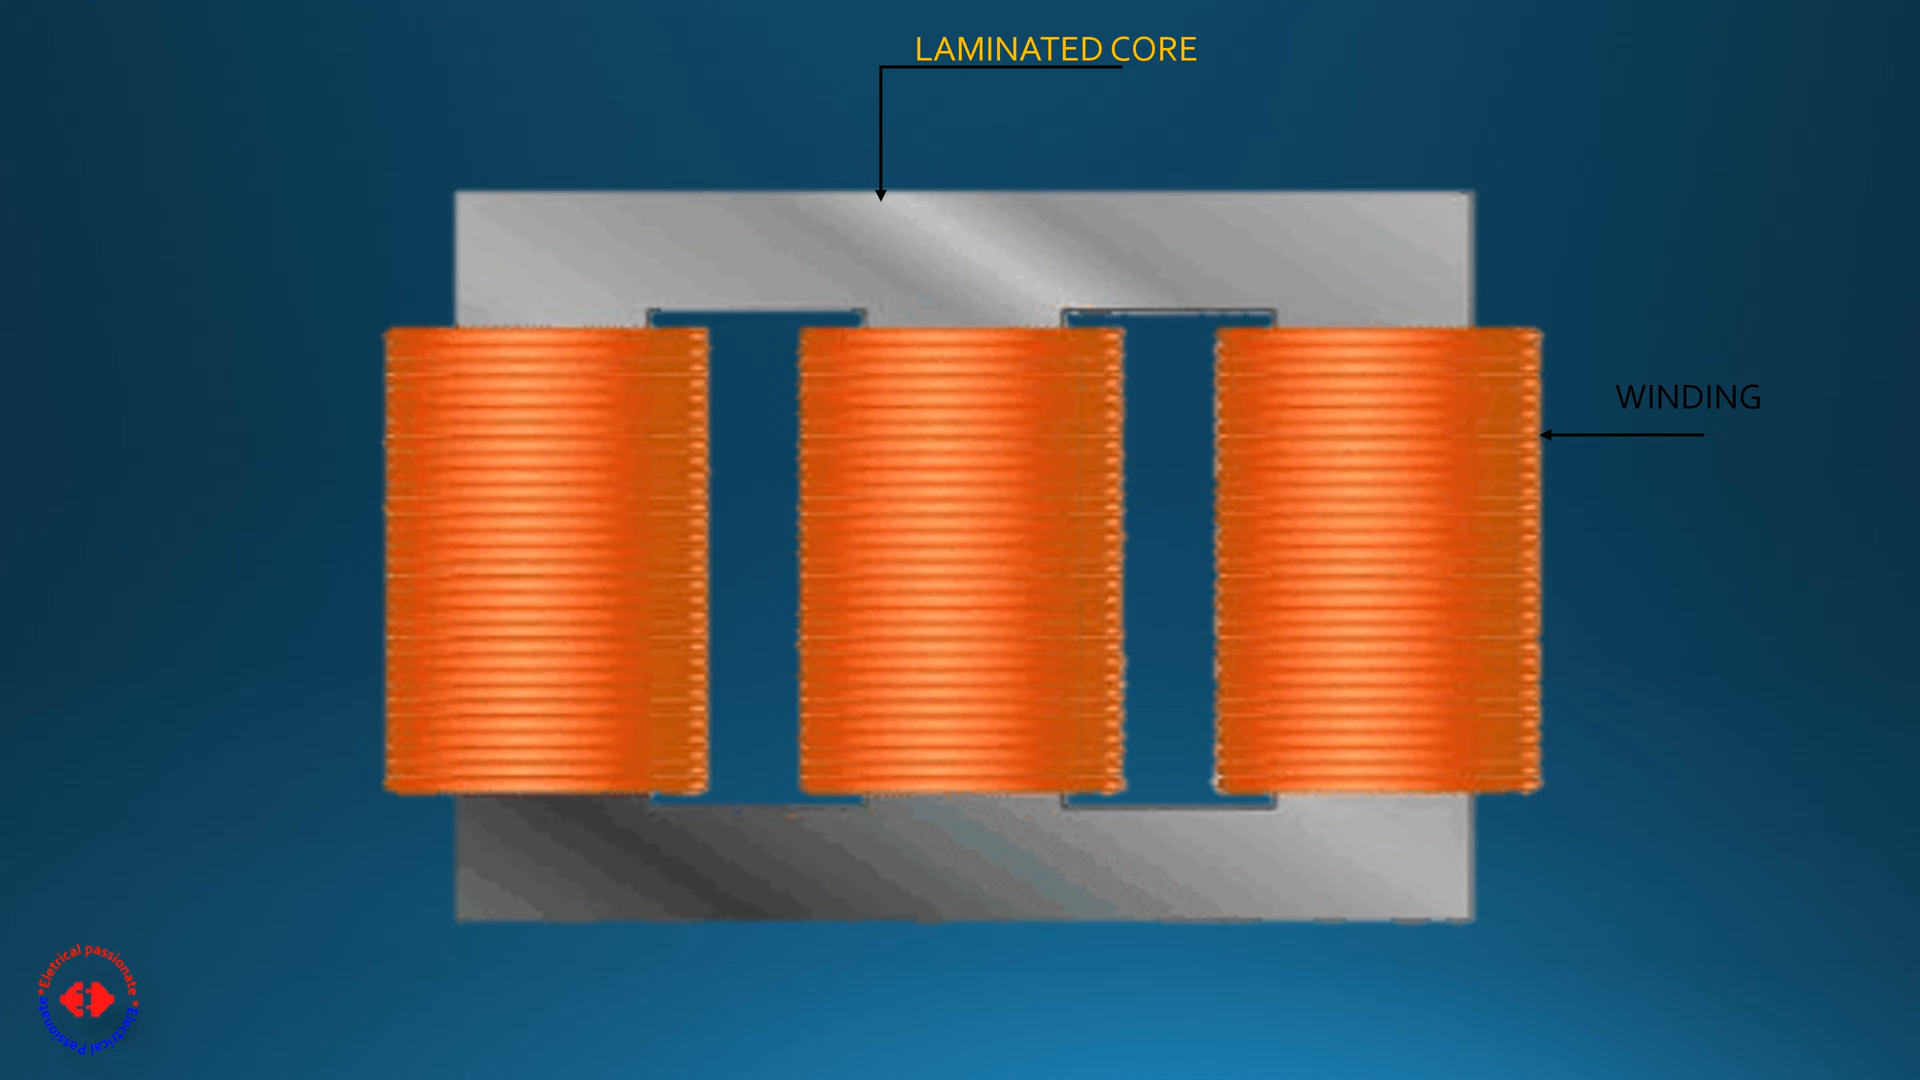 LAMINATED CORE
WINDING
*Eletrical passionate*
Electrical Passionate